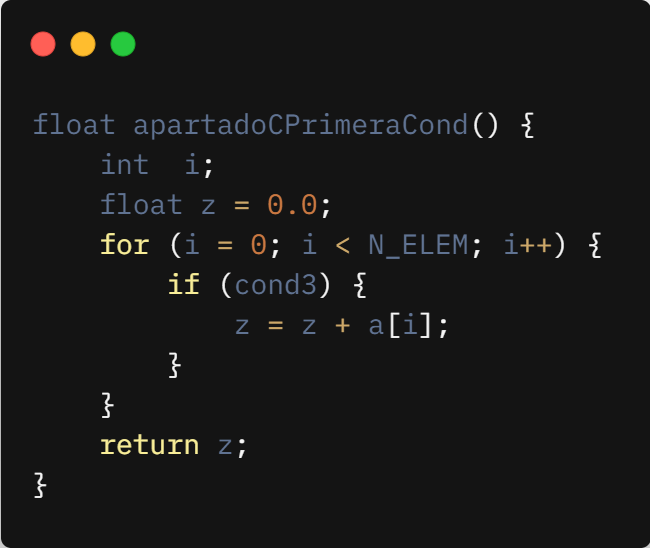 float apartadoCPrimeraCond() {
    int  i;
    float z = 0.0;
    for (i = 0; i < N_ELEM; i++) {
        if (cond3) {
            z = z + a[i];
        }
    }
    return z;
}